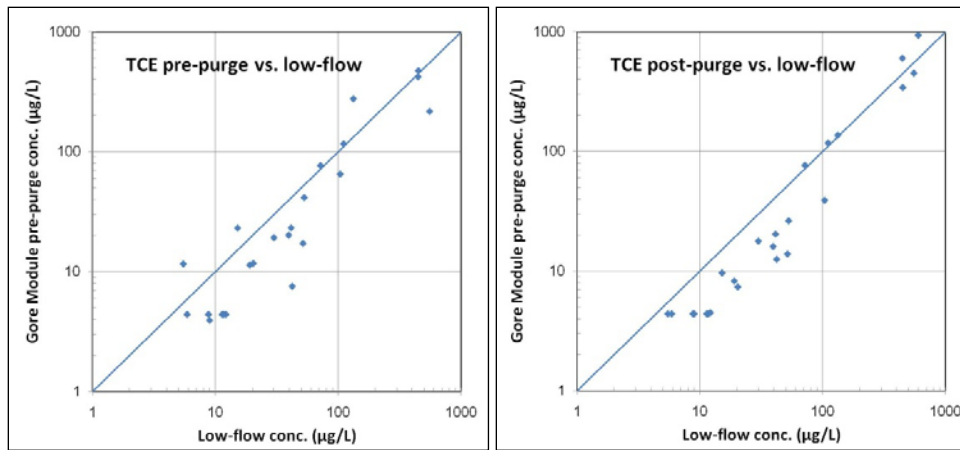 TCE pre-purge vs. low-flow
Gore Module pre-purge conc. (µg/L)
1000
100
10
1
1
10
100
1000
Low-flow conc. (µg/L)
TCE post-purge vs. low-flow
Gore Module pre-purge conc. (µg/L)
1000
100
10
1
1
10
100
1000
Low-flow conc. (µg/L)